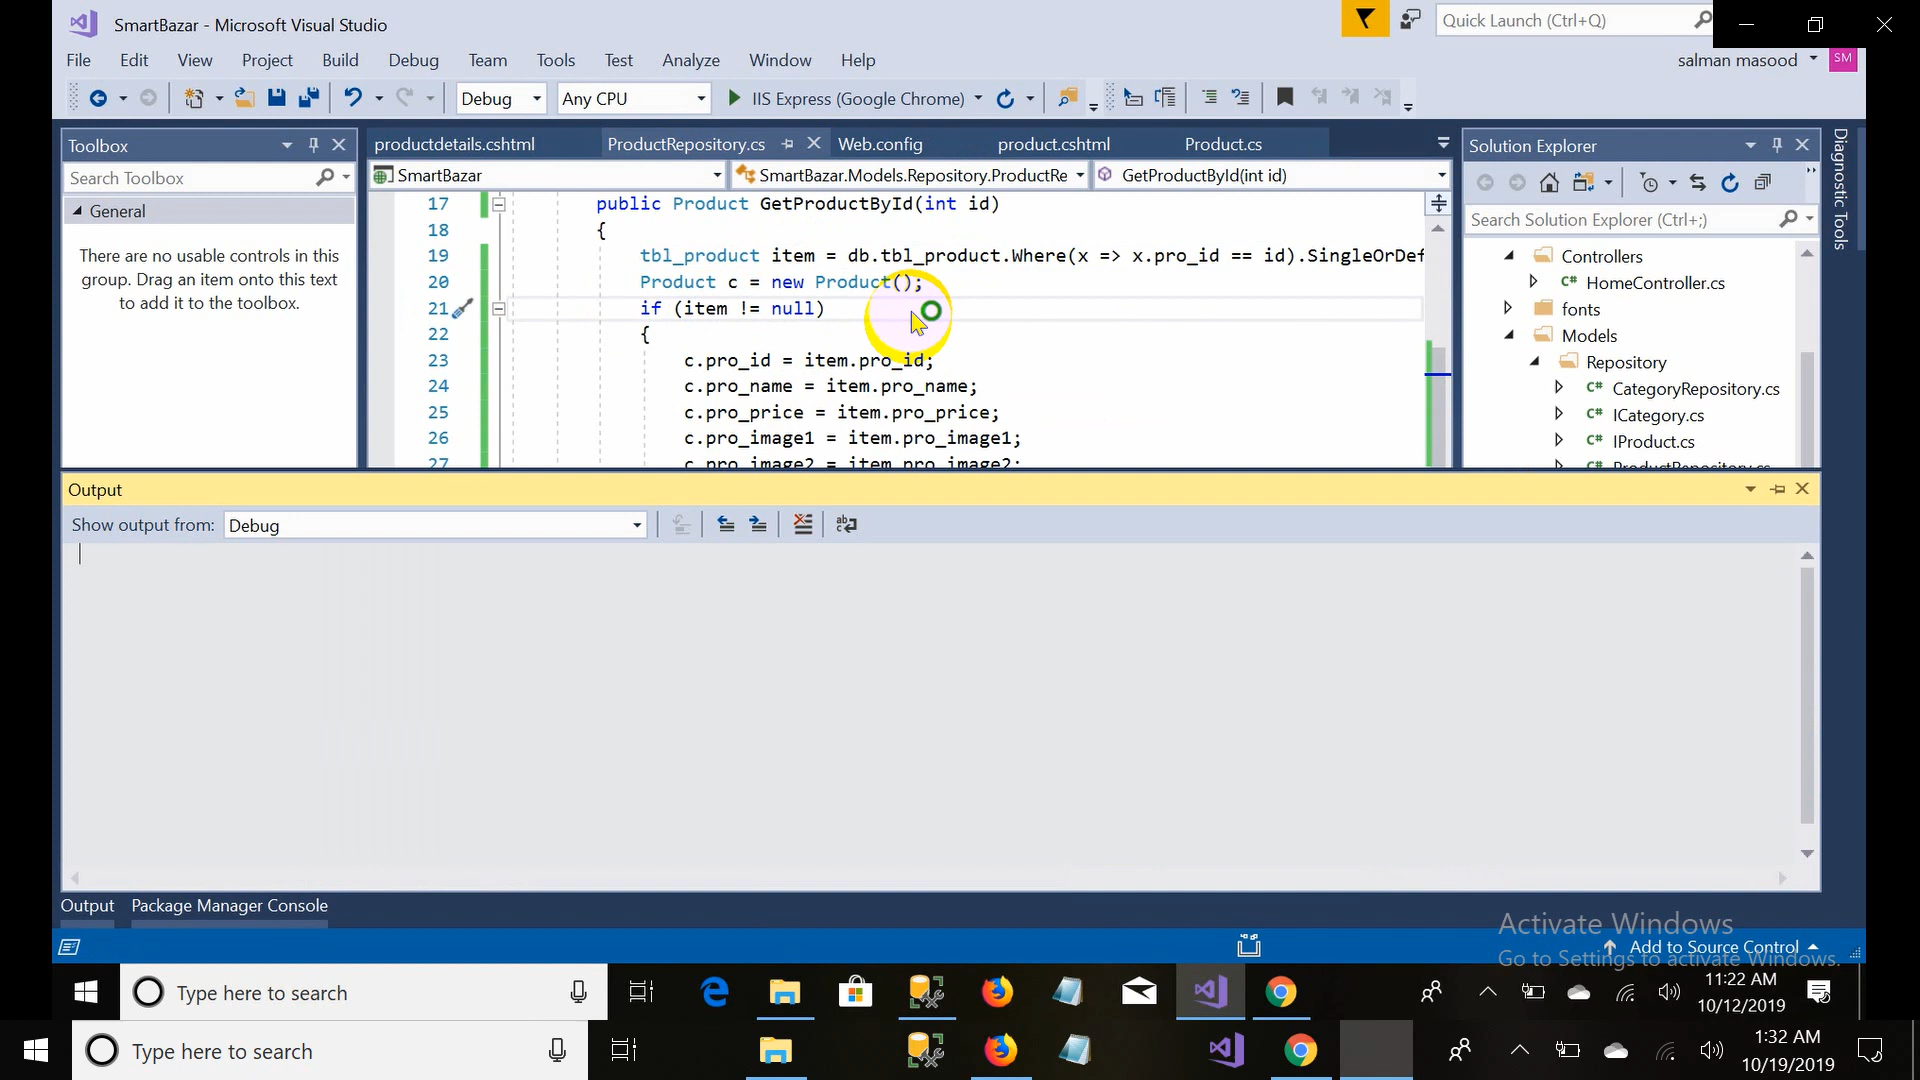 SmartBazar - Microsoft Visual Studio
Quick Launch (Ctrl+Q)
File Edit View Project Build Debug Team Tools Test Analyze Window Help
salman masood
SM
Debug
Any CPU
IIS Express (Google Chrome)
Toolbox
Search Toolbox
General
There are no usable controls in this
group. Drag an item onto this text
to add it to the toolbox.
productdetails.cshtml
ProductRepository.cs
Web.config
product.cshtml
Product.cs
SmartBazar
SmartBazar.Models.Repository.ProductRe
GetProductById(int id)
17 public Product GetProductById(int id)
18 {
19 tbl_product item = db.tbl_product.Where(x => x.pro_id == id).SingleOrDef
20 Product c = new Product();
21 if (item != null)
22 {
23 c.pro_id = item.pro_id;
24 c.pro_name = item.pro_name;
25 c.pro_price = item.pro_price;
26 c.pro_image1 = item.pro_image1;
27 c.pro_image2 = item.pro_image2;
Solution Explorer
Search Solution Explorer (Ctrl+;)
Controllers
C# HomeController.cs
fonts
Models
Repository
C# CategoryRepository.cs
C# ICategory.cs
C# IProduct.cs
C# ProductRepository.cs
Diagnostic Tools
Output
Show output from: Debug
Output
Package Manager Console
Activate Windows
Go to Settings to activate Windows.
Add to Source Control
Type here to search
11:22 AM
10/12/2019
Type here to search
1:32 AM
10/19/2019